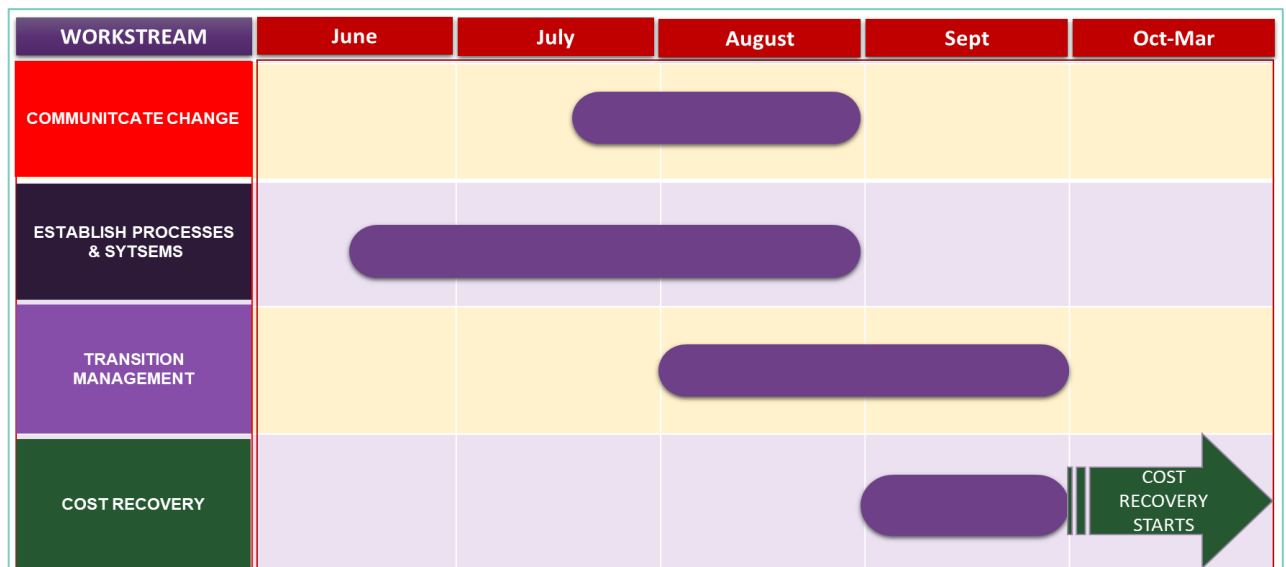 WORKSTREAM
June
July
August
Sept
Oct-Mar
COMMUNITCATE CHANGE
ESTABLISH PROCESSES
& SYTSEMS
TRANSITION
MANAGEMENT
COST RECOVERY
COST
RECOVERY
STARTS